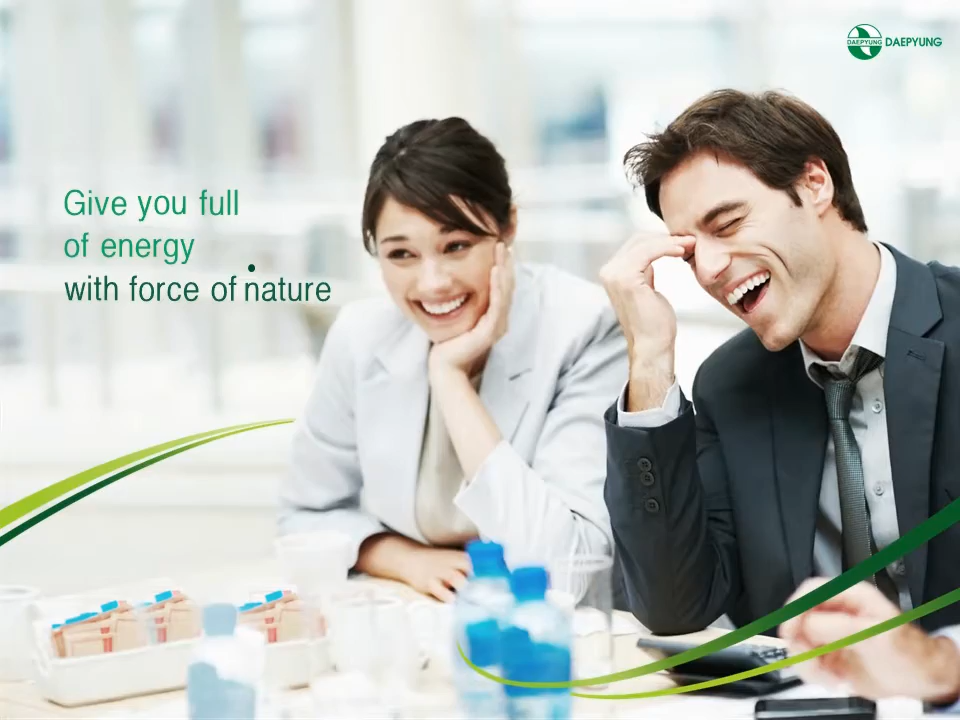 DAEPYUNG DAEPYUNG
Give you full
of energy
with force of nature